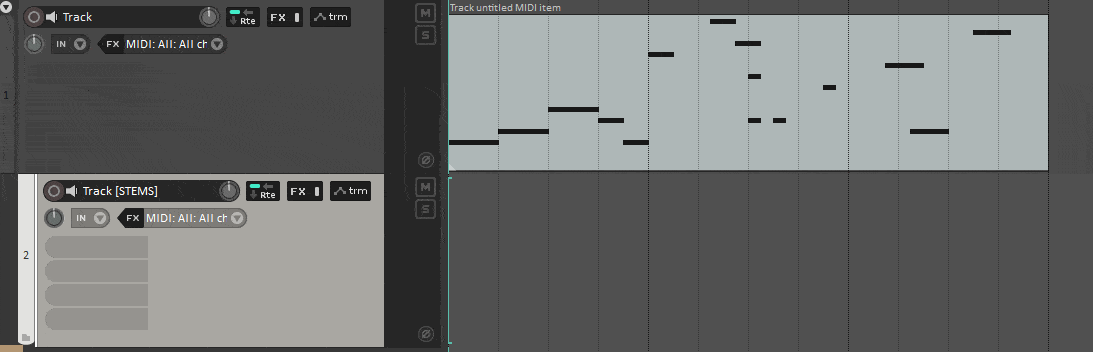 Track
Rte
FX
trm
M
S
Track untitled MIDI item
IN
FX
MIDI: All: All ch
1
Track [STEMS]
Rte
FX
trm
M
S
IN
FX
MIDI: All: All ch
2